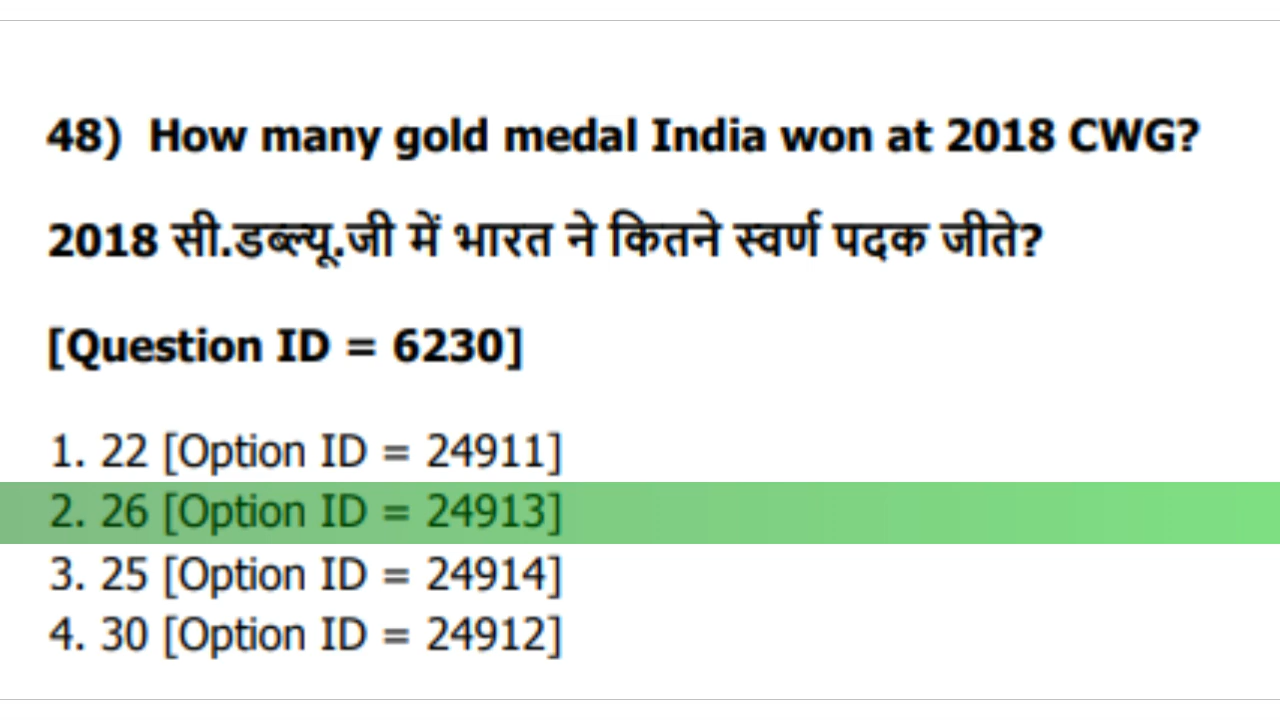 48) How many gold medal India won at 2018 CWG?
2018 सी.डब्ल्यू.जी में भारत ने कितने स्वर्ण पदक जीते?
[Question ID = 6230]
1. 22 [Option ID = 24911]
2. 26 [Option ID = 24913]
3. 25 [Option ID = 24914]
4. 30 [Option ID = 24912]